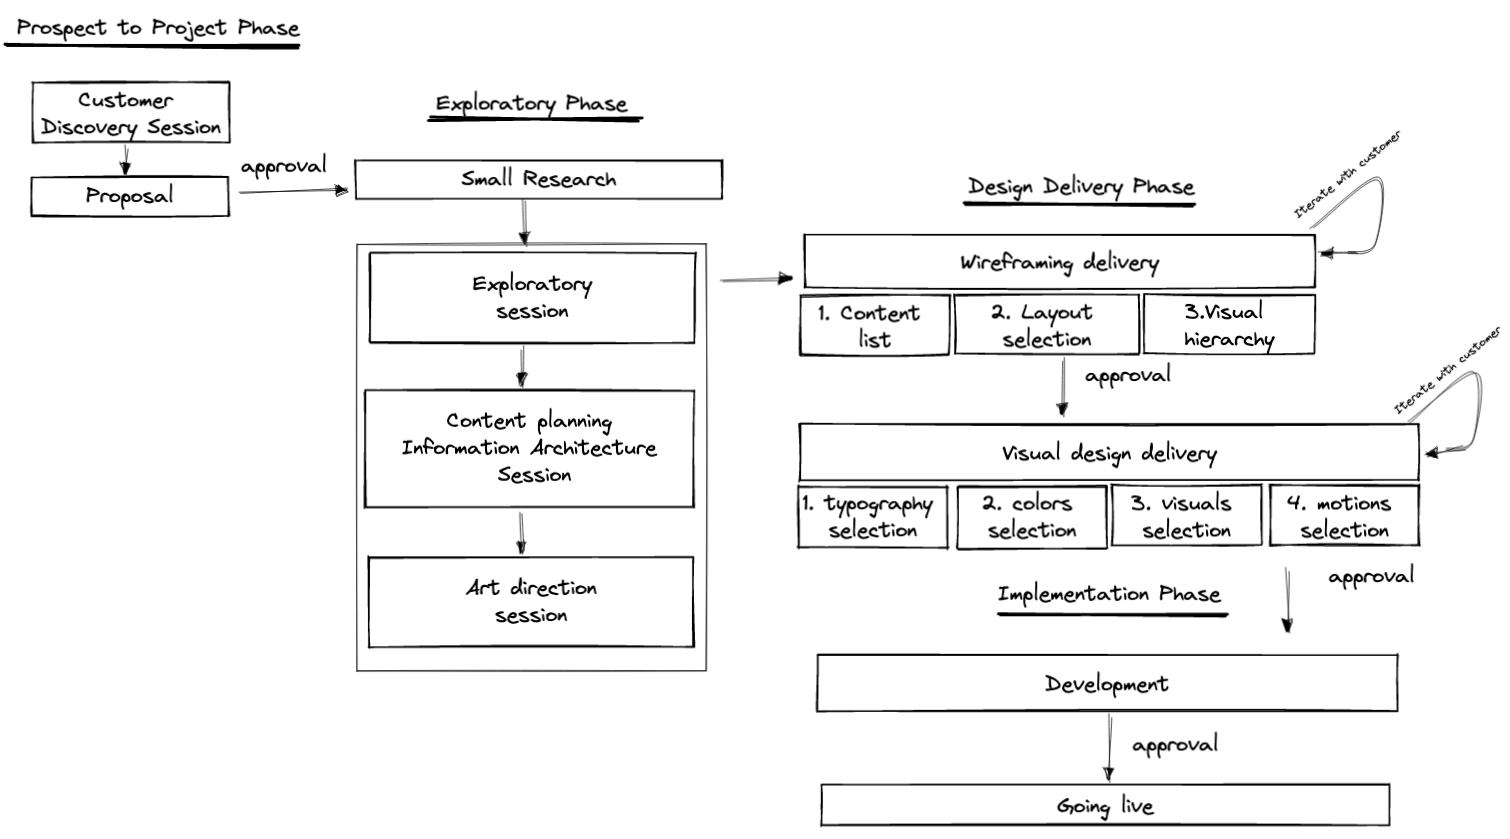 Prospect to Project Phase
Customer
Discovery Session
approval
Proposal
Exploratory Phase
Small Research
Exploratory
session
Content planning
Information Architecture
Session
Art direction
session
Design Delivery Phase
Iterate with customer
Wireframing delivery
1. Content
list
2. Layout
selection
3.Visual
hierarchy
approval
Iterate with customer
Visual design delivery
1. typography
selection
2. colors
selection
3. visuals
selection
4. motions
selection
approval
Implementation Phase
Development
approval
Going live